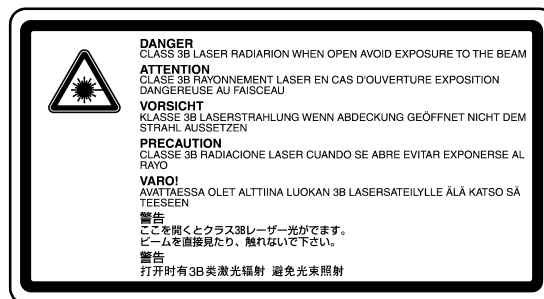 DANGER
CLASS 3B LASER RADIARION WHEN OPEN AVOID EXPOSURE TO THE BEAM
ATTENTION
CLASE 3B RAYONNEMENT LASER EN CAS D'OUVERTURE EXPOSITION
DANGEREUSE AU FAISCEAU
VORSICHT
KLASSE 3B LASERSTRAHLUNG WENN ABDECKUNG GEÖFFNET NICHT DEM
STRAHL AUSSETZEN
PRECAUTION
CLASSE 3B RADIACIONE LASER CUANDO SE ABRE EVITAR EXPONERSE AL
RAYO
VARO!
AVATTAESSA OLET ALTTIINA LUOKAN 3B LASERSATEILYLLE ÄLÄ KATSO SÄ
TEESEEN
警告
ここを開くとクラス3Bレーザー光がでます。
ビームを直接見たり、触れないで下さい。
警告
打开时有3B类激光辐射 避免光束照射